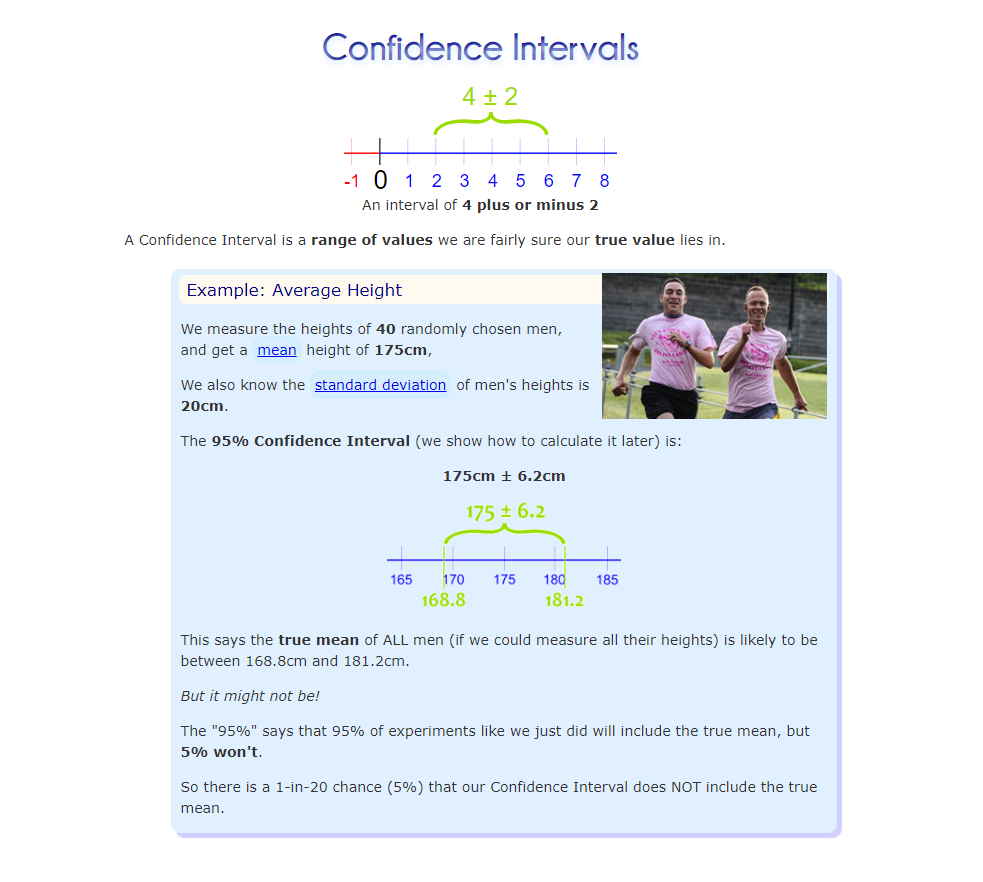 Confidence Intervals
4 ± 2
-1 0 1 2 3 4 5 6 7 8
An interval of 4 plus or minus 2
A Confidence Interval is a range of values we are fairly sure our true value lies in.
Example: Average Height
We measure the heights of 40 randomly chosen men,
and get a mean height of 175cm,
We also know the standard deviation of men's heights is
20cm.
The 95% Confidence Interval (we show how to calculate it later) is:
175cm ± 6.2cm
175 ± 6.2
165 170 175 180 185
168.8 181.2
This says the true mean of ALL men (if we could measure all their heights) is likely to be
between 168.8cm and 181.2cm.
But it might not be!
The "95%" says that 95% of experiments like we just did will include the true mean, but
5% won't.
So there is a 1-in-20 chance (5%) that our Confidence Interval does NOT include the true
mean.